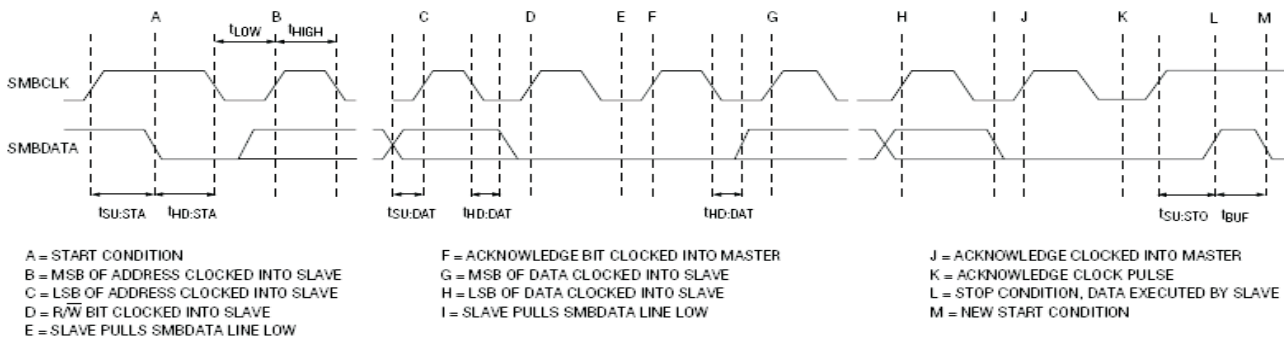 A B C D E F G H I J K L M
tLOW tHIGH
SMBCLK
SMBDATA
tSU:STA tHD:STA tSU:DAT tHD:DAT tHD:DAT tSU:STO tBUF
A = START CONDITION
B = MSB OF ADDRESS CLOCKED INTO SLAVE
C = LSB OF ADDRESS CLOCKED INTO SLAVE
D = R/W̅ BIT CLOCKED INTO SLAVE
E = SLAVE PULLS SMBDATA LINE LOW
F = ACKNOWLEDGE BIT CLOCKED INTO MASTER
G = MSB OF DATA CLOCKED INTO SLAVE
H = LSB OF DATA CLOCKED INTO SLAVE
I = SLAVE PULLS SMBDATA LINE LOW
J = ACKNOWLEDGE CLOCKED INTO MASTER
K = ACKNOWLEDGE CLOCK PULSE
L = STOP CONDITION, DATA EXECUTED BY SLAVE
M = NEW START CONDITION